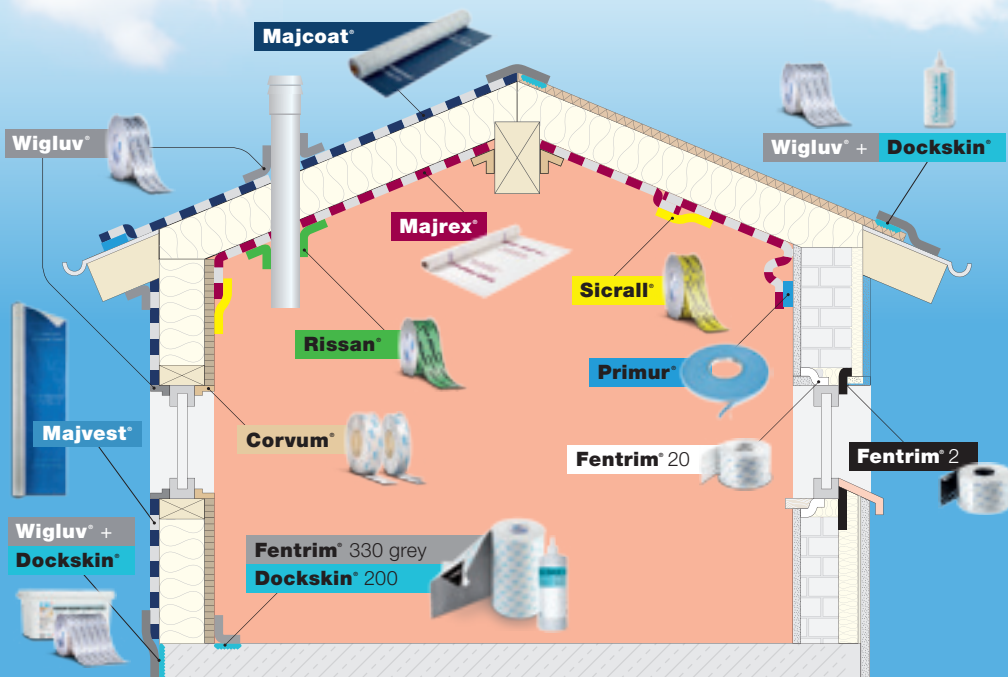 Majcoat®
Wigluv®
Wigluv® + Dockskin®
Majrex®
Sicrall®
Rissan®
Primur®
Majvest®
Corvum®
Fentrim® 20
Fentrim® 2
Wigluv® +
Dockskin®
Fentrim® 330 grey
Dockskin® 200